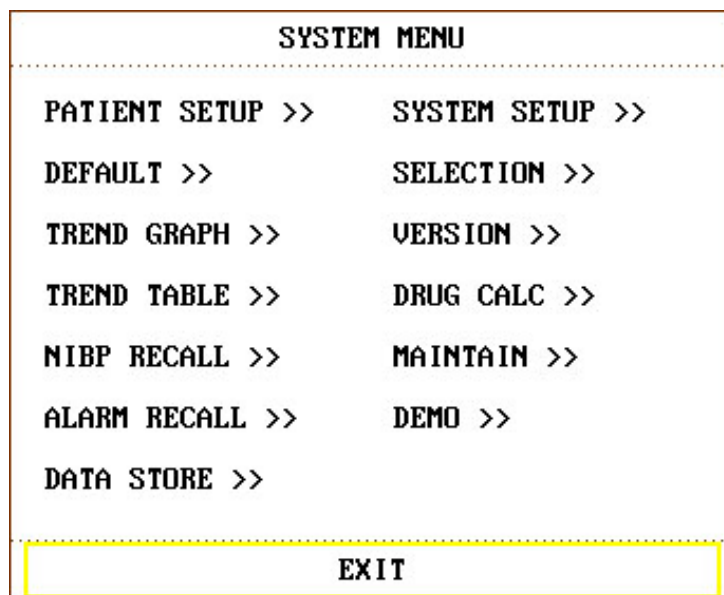 SYSTEM MENU
PATIENT SETUP >> SYSTEM SETUP >>
DEFAULT >> SELECTION >>
TREND GRAPH >> VERSION >>
TREND TABLE >> DRUG CALC >>
NIBP RECALL >> MAINTAIN >>
ALARM RECALL >> DEMO >>
DATA STORE >>
EXIT